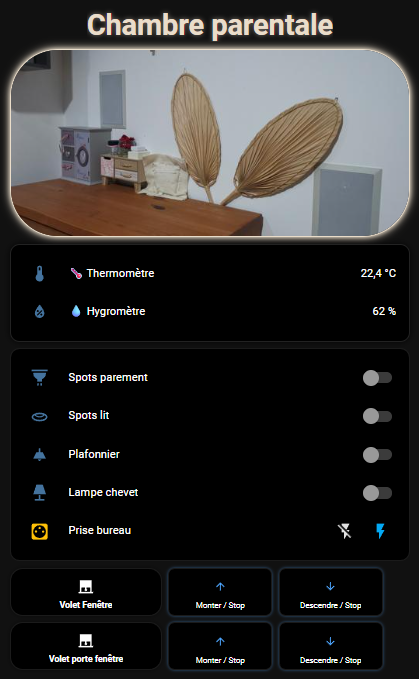 Chambre parentale
Thermomètre 22,4 °C
Hygromètre 62 %
Spots parement
Spots lit
Plafonnier
Lampe chevet
Prise bureau
Volet Fenêtre Monter / Stop Descendre / Stop
Volet porte fenêtre Monter / Stop Descendre / Stop